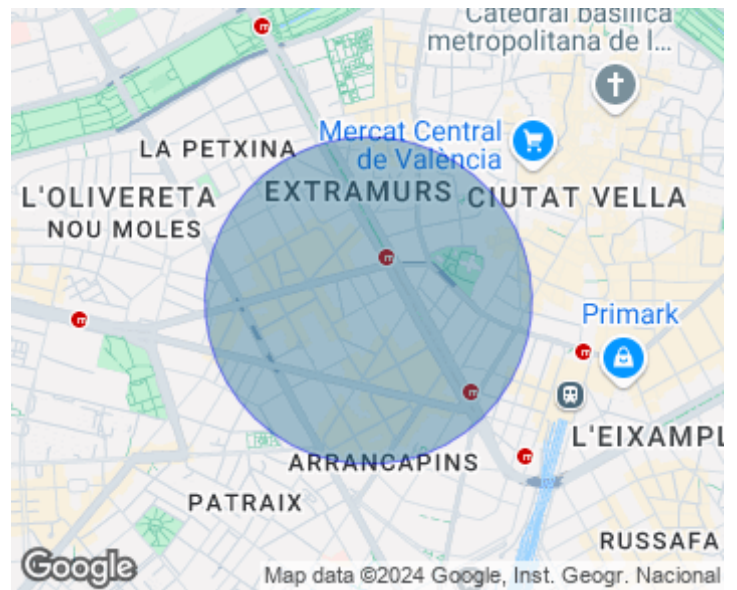 Catedral basílica
metropolitana de l...
Mercat Central
de València
LA PETXINA
EXTRAMURS
CIUTAT VELLA
L'OLIVERETA
NOU MOLES
Primark
L'EIXAMPL
ARRANCAPINS
PATRAIX
RUSSAFA
Google
Map data ©2024 Google, Inst. Geogr. Nacional